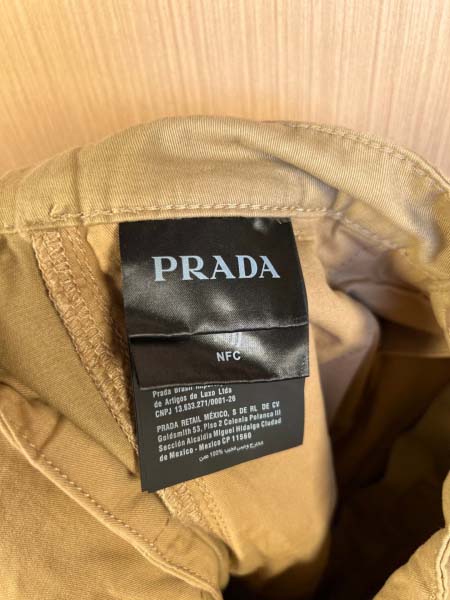 PRADA
NFC
Prada Brasil Import
de Artigos de Luxo Ltda
CNPJ 13.633.271/0001-26
PRADA RETAIL MÉXICO, S DE RL DE CV
Goldsmith 53, Piso 2 Colonia Polanco III
Sección Alcaldía Miguel Hidalgo Ciudad
de Mexico - Mexico CP 11560
100%